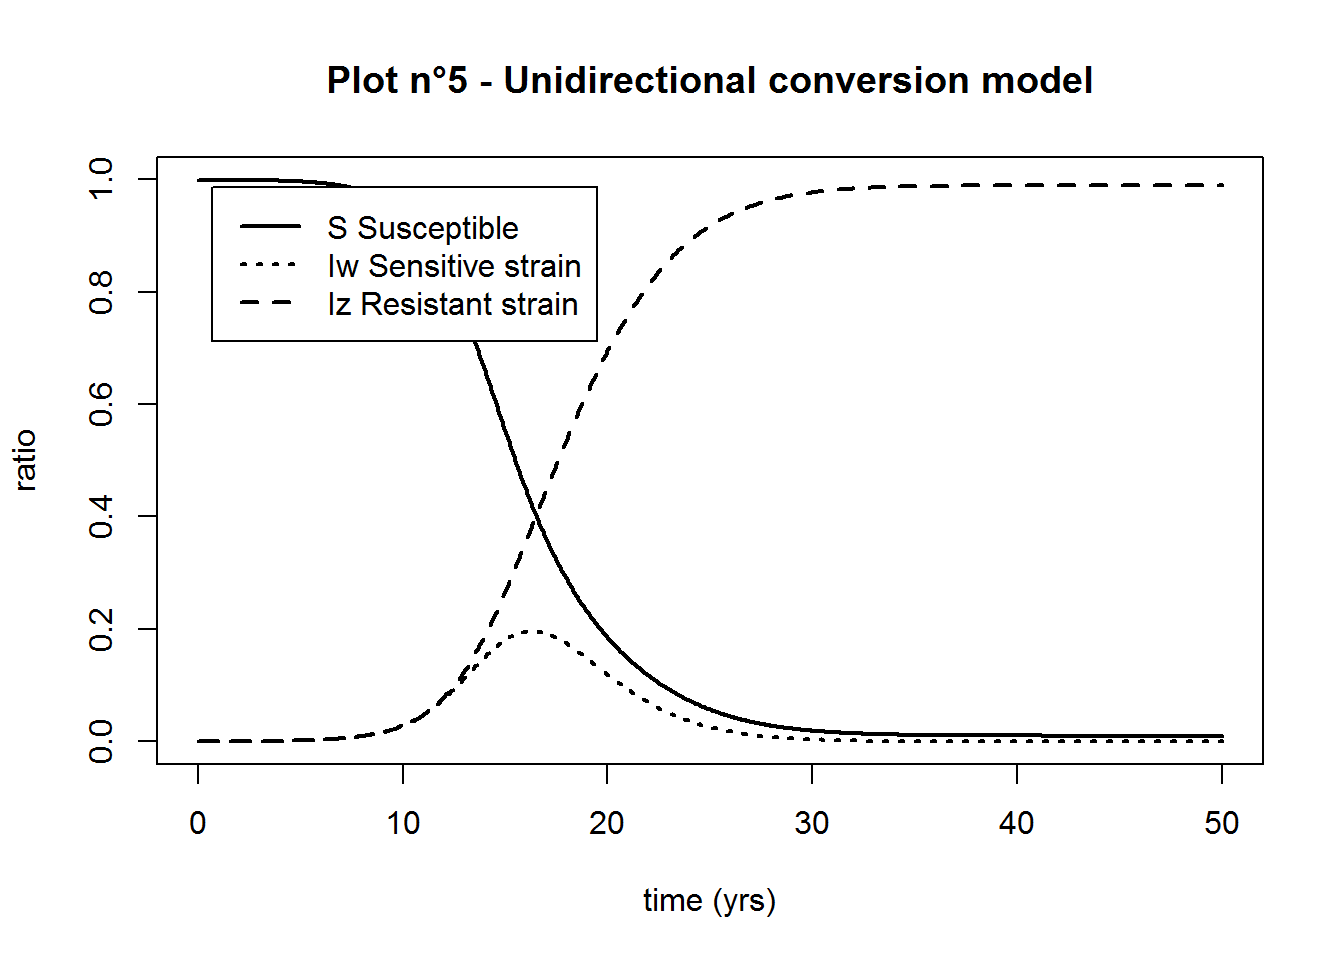 Plot n°5 - Unidirectional conversion model
ratio
1.0
0.8
0.6
0.4
0.2
0.0
S Susceptible
Iw Sensitive strain
Iz Resistant strain
0 10 20 30 40 50
time (yrs)